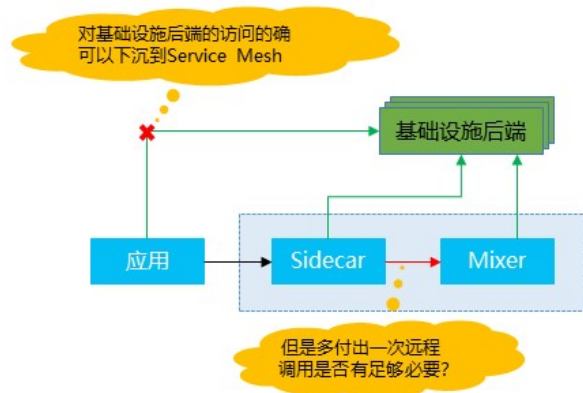 对基础设施后端的访问的确
可以下沉到Service Mesh
基础设施后端
应用
Sidecar
Mixer
但是多付出一次远程
调用是否有足够必要?